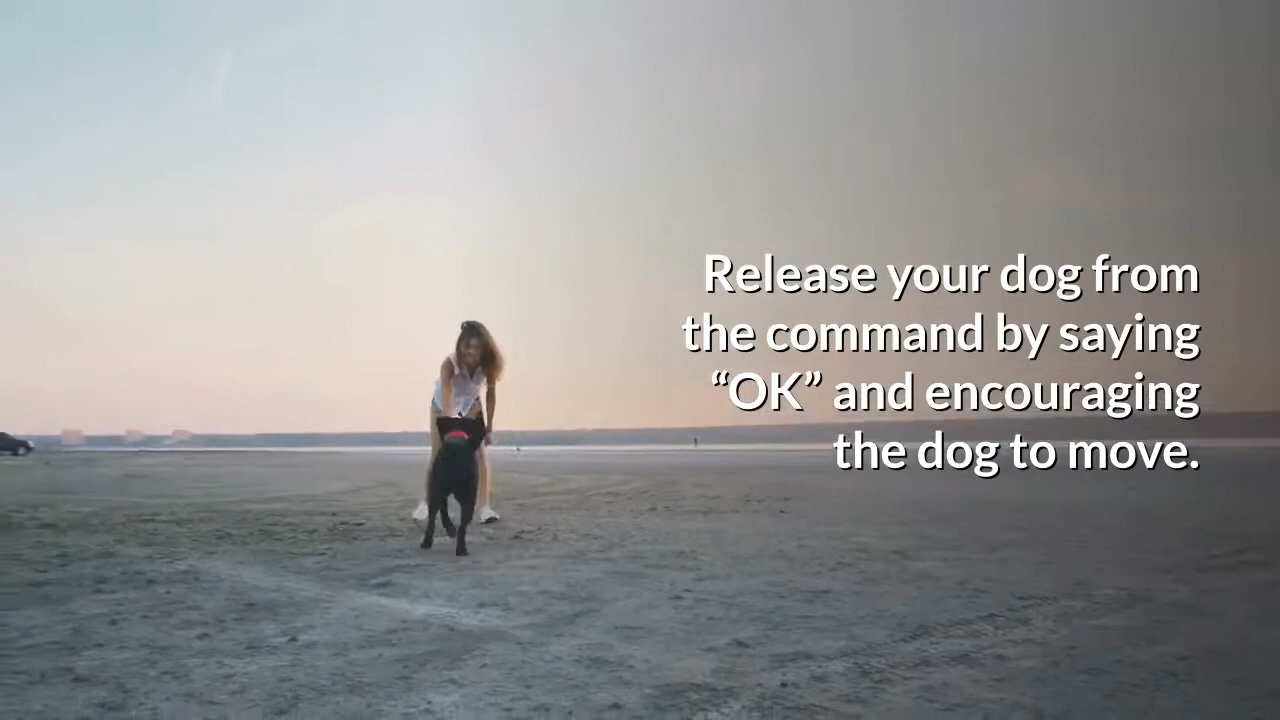 Release your dog from
the command by saying
“OK” and encouraging
the dog to move.